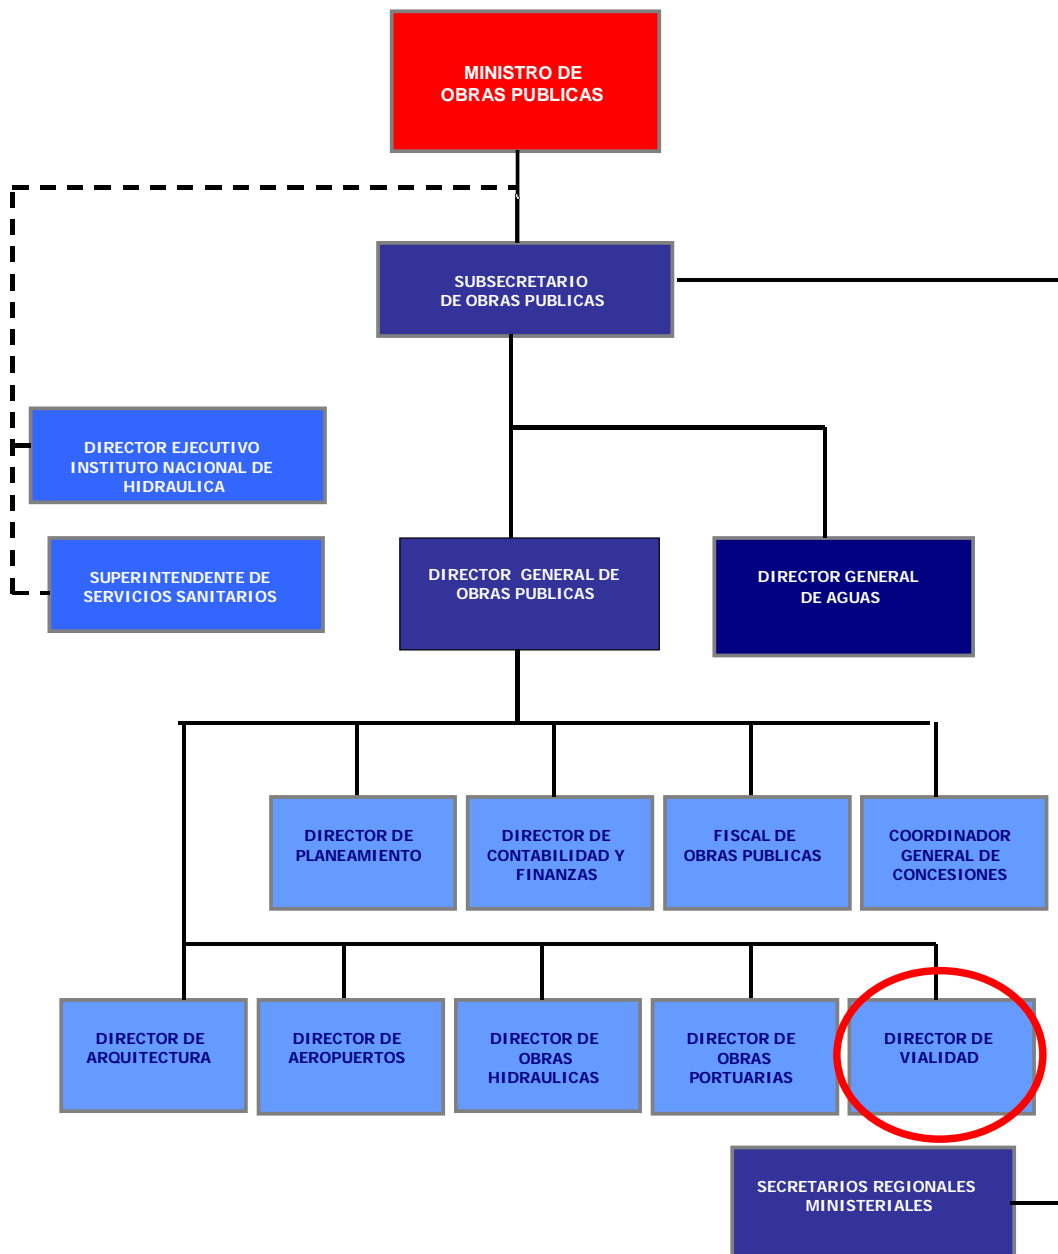 MINISTRO DE
OBRAS PUBLICAS
SUBSECRETARIO
DE OBRAS PUBLICAS
DIRECTOR EJECUTIVO
INSTITUTO NACIONAL DE
HIDRAULICA
SUPERINTENDENTE DE
SERVICIOS SANITARIOS
DIRECTOR GENERAL DE
OBRAS PUBLICAS
DIRECTOR GENERAL
DE AGUAS
DIRECTOR DE
PLANEAMIENTO
DIRECTOR DE
CONTABILIDAD Y
FINANZAS
FISCAL DE
OBRAS PUBLICAS
COORDINADOR
GENERAL DE
CONCESIONES
DIRECTOR DE
ARQUITECTURA
DIRECTOR DE
AEROPUERTOS
DIRECTOR DE
OBRAS
HIDRAULICAS
DIRECTOR DE
OBRAS
PORTUARIAS
DIRECTOR DE
VIALIDAD
SECRETARIOS REGIONALES
MINISTERIALES